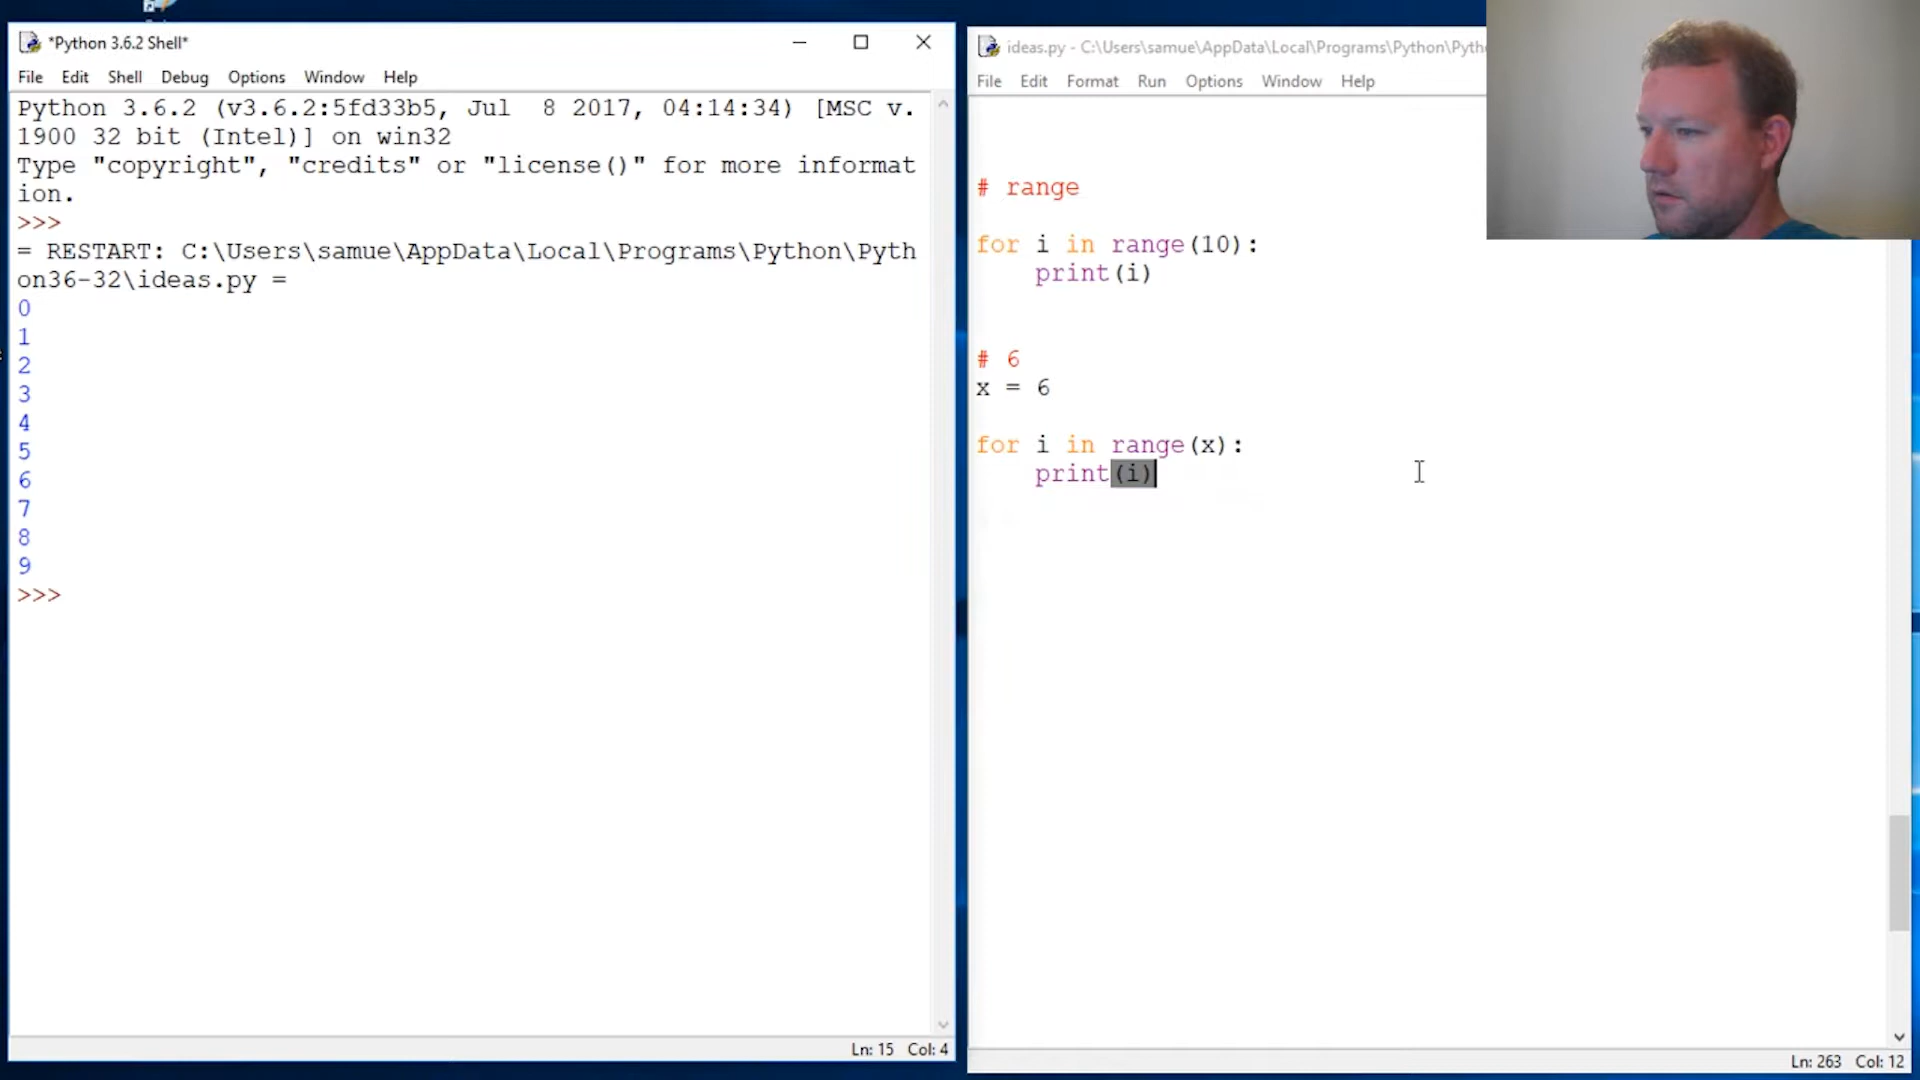 *Python 3.6.2 Shell*
File Edit Shell Debug Options Window Help
Python 3.6.2 (v3.6.2:5fd33b5, Jul  8 2017, 04:14:34) [MSC v.
1900 32 bit (Intel)] on win32
Type "copyright", "credits" or "license()" for more informat
ion.
>>>
= RESTART: C:\Users\samue\AppData\Local\Programs\Python\Pyth
on36-32\ideas.py =
0
1
2
3
4
5
6
7
8
9
>>>
Ln: 15 Col: 4
ideas.py - C:\Users\samue\AppData\Local\Programs\Python\Pyth
File Edit Format Run Options Window Help
# range
for i in range(10):
    print(i)
# 6
x = 6
for i in range(x):
    print(i)
Ln: 263 Col: 12